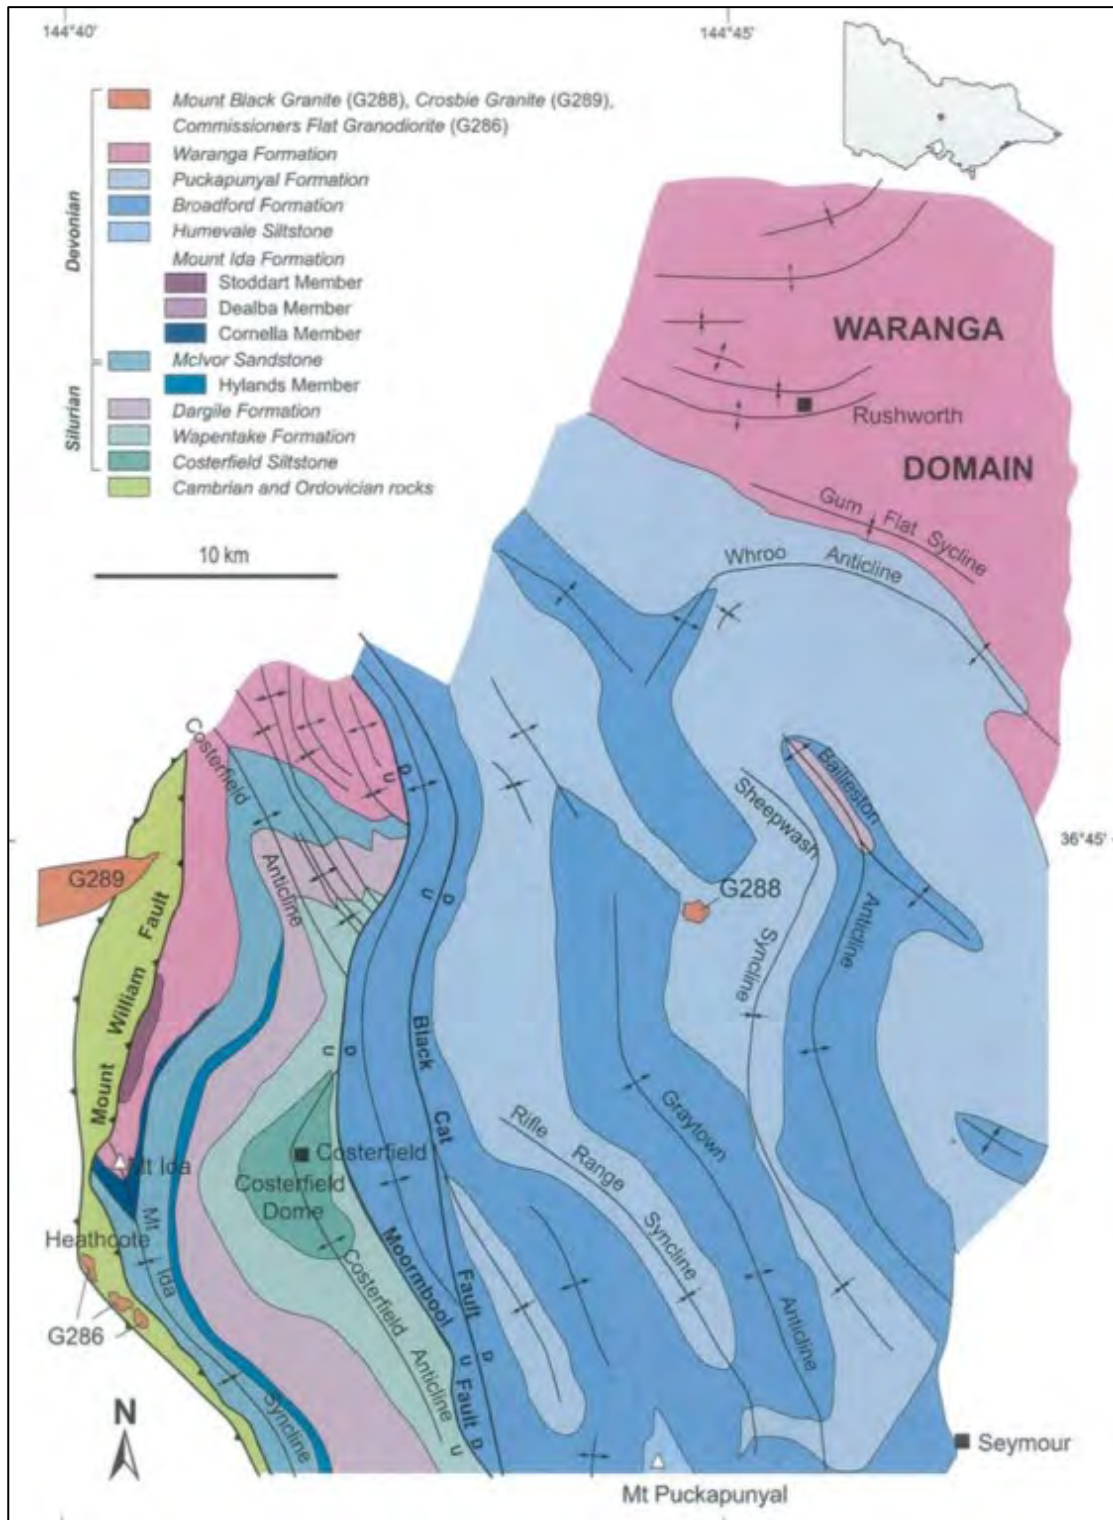 144°40'
144°45'
Mount Black Granite (G288), Crosbie Granite (G289),
Commissioners Flat Granodiorite (G286)
Waranga Formation
Puckapunyal Formation
Broadford Formation
Humevale Siltstone
Mount Ida Formation
Stoddart Member
Dealba Member
Cornella Member
McIvor Sandstone
Hylands Member
Dargile Formation
Wapentake Formation
Costerfield Siltstone
Cambrian and Ordovician rocks
Devonian
Silurian
10 km
WARANGA
Rushworth
DOMAIN
Gum Flat Sycline
Whroo Anticline
Costerfield
Anticline
U D
Bailieston
Anticline
Sheepwash
Syncline
36°45'
G289
G288
Mount William Fault
U D
Black Cat Fault
U D
Graytown
Anticline
Rifle Range Syncline
Costerfield
Costerfield
Dome
Mt Ida
Heathcote
Mt Ida Syncline
Moormbool Fault
Costerfield Anticline
G286
U D
U D
N
Seymour
Mt Puckapunyal